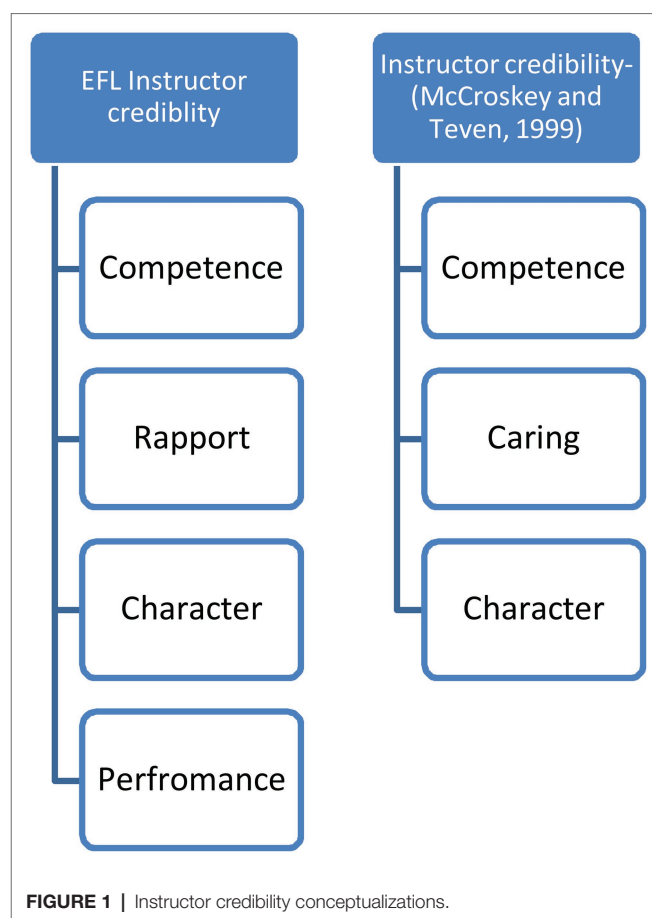 EFL Instructor
crediblity
Competence
Rapport
Character
Perfromance
Instructor credibility-
(McCroskey and
Teven, 1999)
Competence
Caring
Character
FIGURE 1 | Instructor credibility conceptualizations.